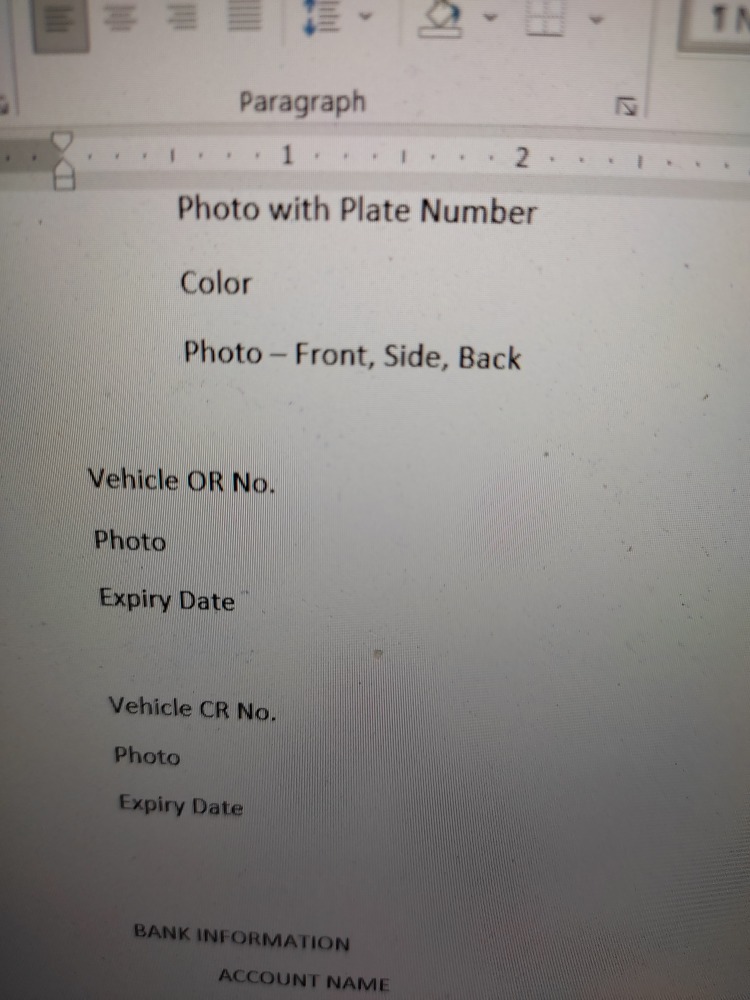 Paragraph
1 2
Photo with Plate Number
Color
Photo – Front, Side, Back
Vehicle OR No.
Photo
Expiry Date
Vehicle CR No.
Photo
Expiry Date
BANK INFORMATION
ACCOUNT NAME